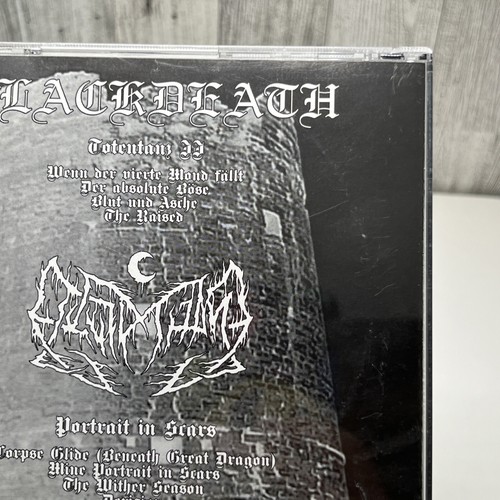 LACKDEATH
Totentanz II
Wenn der vierte Mond fällt
Der absolute Böse
Blut und Asche
The Raised
Portrait in Scars
Corpse Glide (Beneath Great Dragon)
Mine Portrait in Scars
The Wither Season